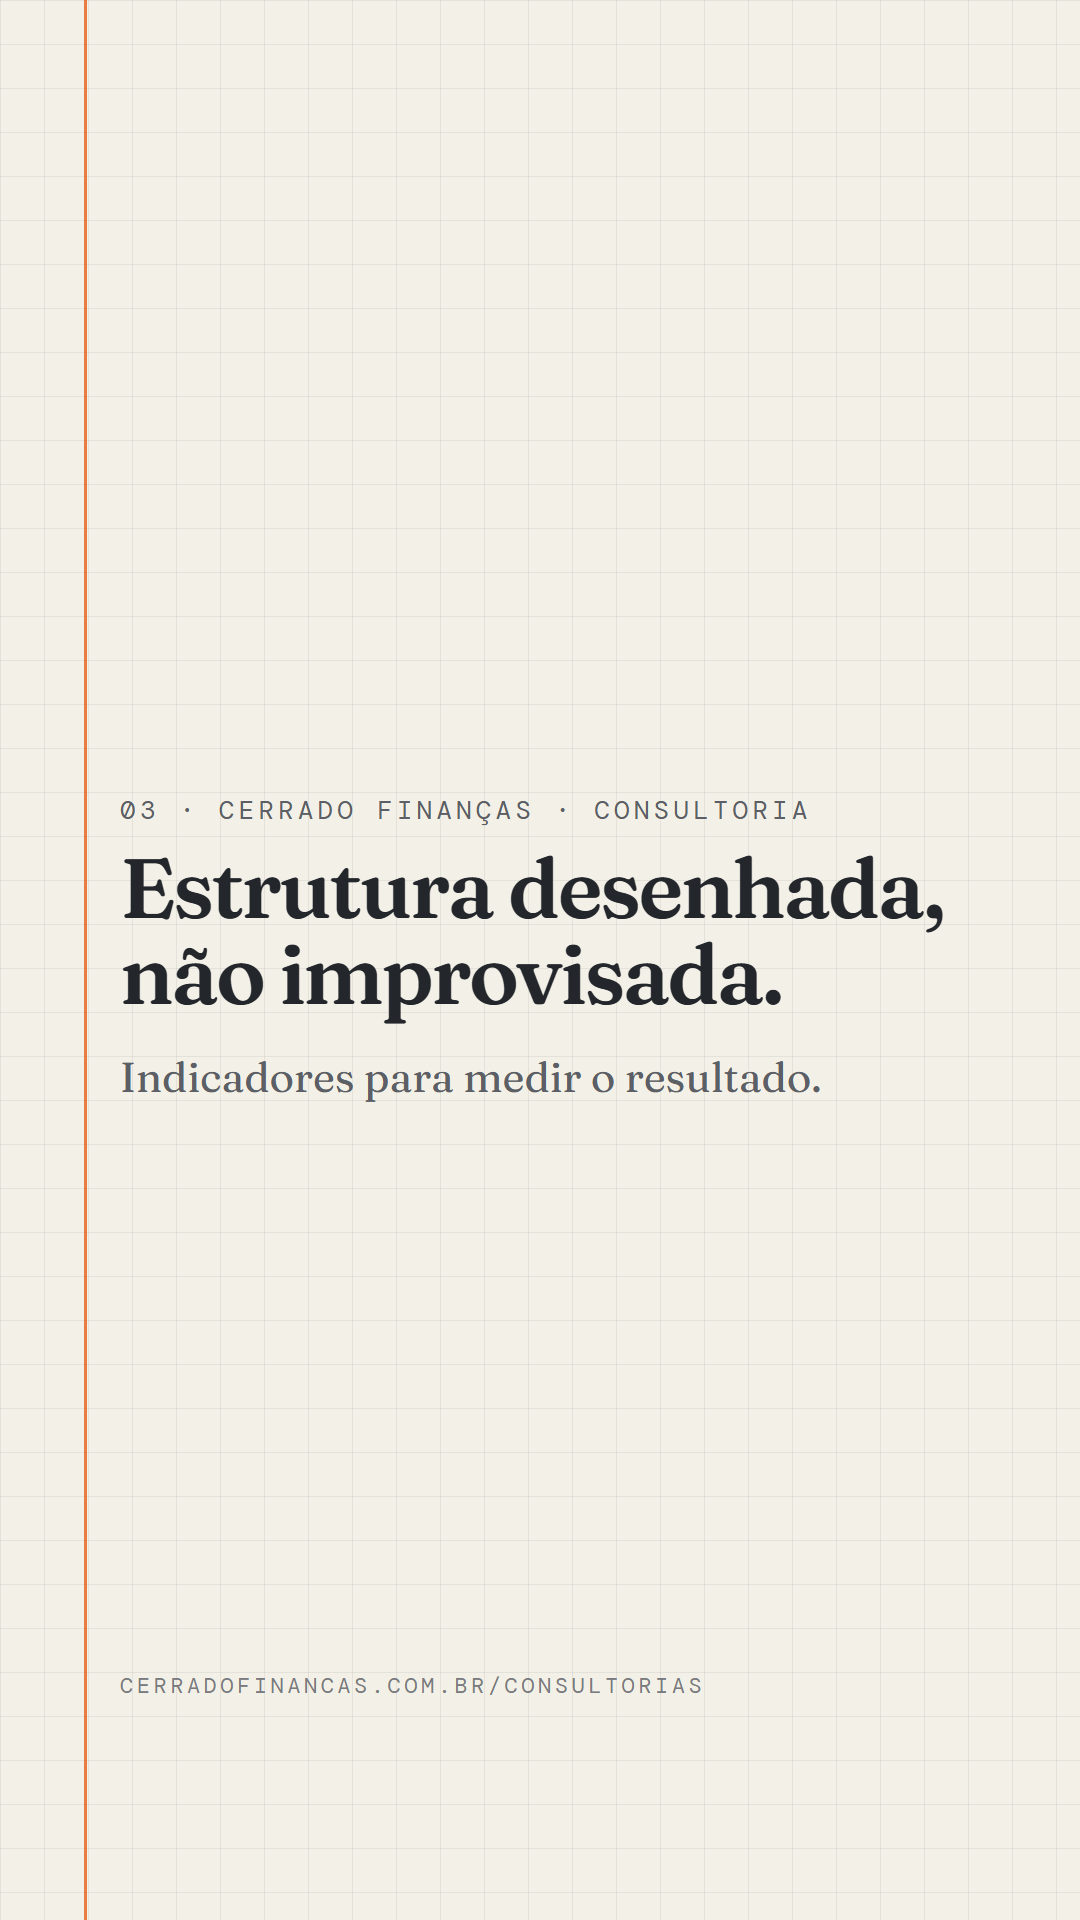 03 · CERRADO FINANÇAS · CONSULTORIA
Estrutura desenhada,
não improvisada.
Indicadores para medir o resultado.
CERRADOFINANCAS.COM.BR/CONSULTORIAS